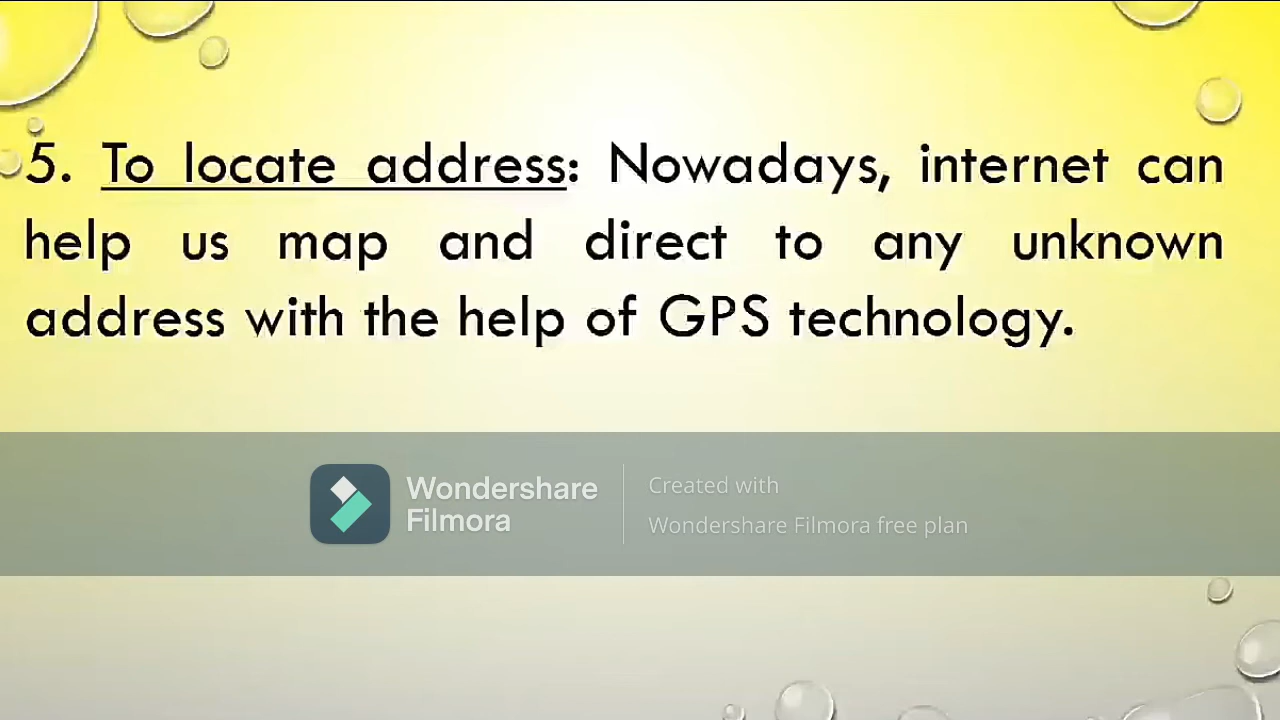 5. To locate address: Nowadays, internet can
help us map and direct to any unknown
address with the help of GPS technology.
Wondershare
Filmora
Created with
Wondershare Filmora free plan